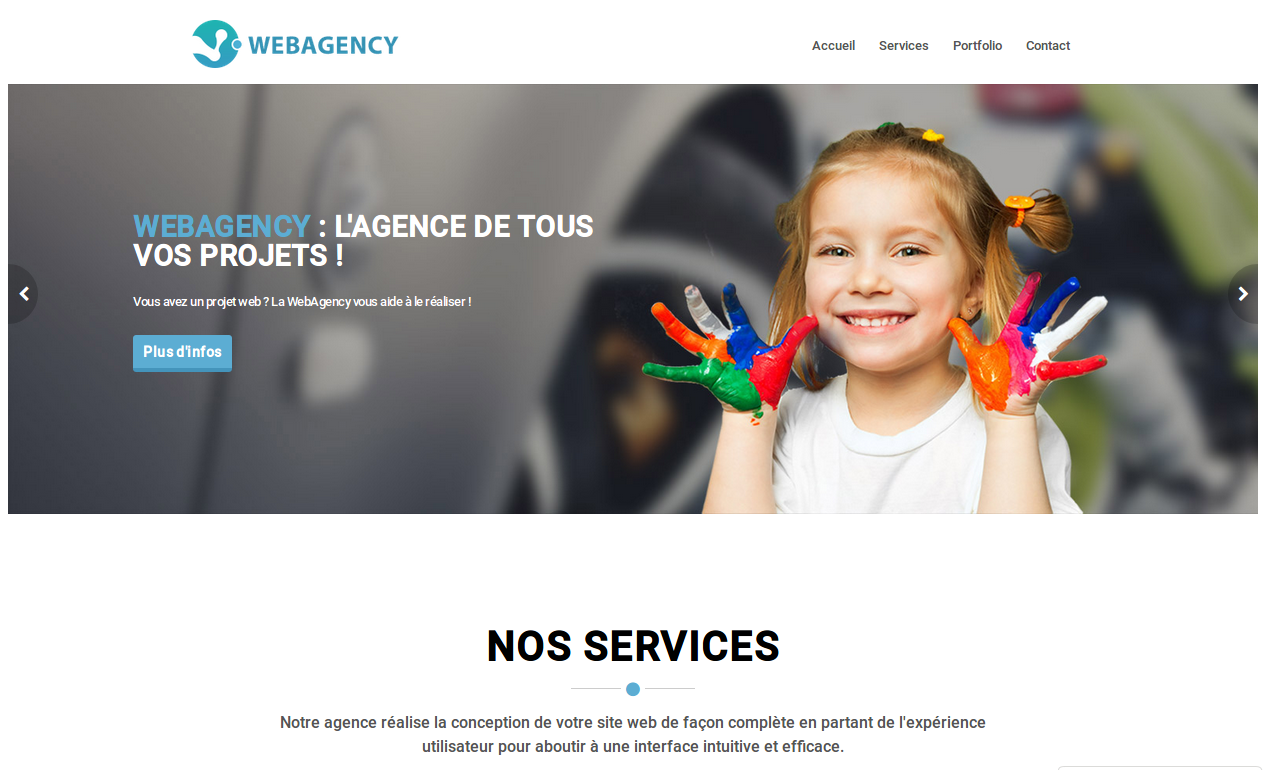 WEBAGENCY
Accueil
Services
Portfolio
Contact
WEBAGENCY : L'AGENCE DE TOUS
VOS PROJETS !
Vous avez un projet web ? La WebAgency vous aide à le réaliser !
Plus d'infos
NOS SERVICES
Notre agence réalise la conception de votre site web de façon complète en partant de l'expérience
utilisateur pour aboutir à une interface intuitive et efficace.